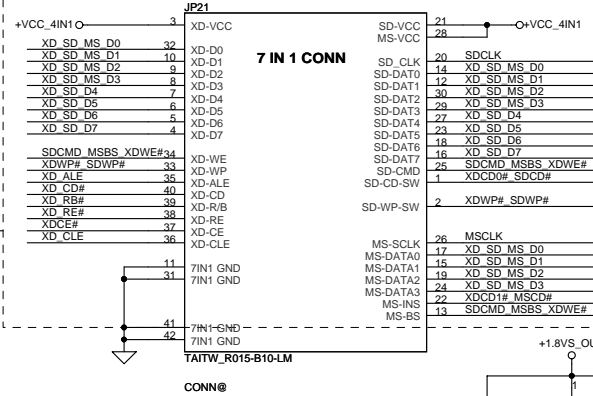 JP21
+VCC_4IN1 3 XD-VCC SD-VCC 21 +VCC_4IN1
MS-VCC 28
7 IN 1 CONN
XD_SD_MS_D0 32 XD-D0
XD_SD_MS_D1 10 XD-D1
XD_SD_MS_D2 9 XD-D2
XD_SD_MS_D3 8 XD-D3
XD_SD_D4 7 XD-D4
XD_SD_D5 6 XD-D5
XD_SD_D6 5 XD-D6
XD_SD_D7 4 XD-D7
SDCMD_MSBS_XDWE# 34 XD-WE
XDWP#_SDWP# 33 XD-WP
XD_ALE 35 XD-ALE
XD_CD# 40 XD-CD
XD_RB# 39 XD-R/B
XD_RE# 38 XD-RE
XDCE# 37 XD-CE
XD_CLE 36 XD-CLE
11 7IN1 GND
31 7IN1 GND
41 7IN1 GND
42 7IN1 GND
SD_CLK 20 SDCLK
SD-DAT0 14 XD_SD_MS_D0
SD-DAT1 12 XD_SD_MS_D1
SD-DAT2 30 XD_SD_MS_D2
SD-DAT3 29 XD_SD_MS_D3
SD-DAT4 27 XD_SD_D4
SD-DAT5 23 XD_SD_D5
SD-DAT6 18 XD_SD_D6
SD-DAT7 16 XD_SD_D7
SD-CMD 25 SDCMD_MSBS_XDWE#
SD-CD-SW 1 XDCD0#_SDCD#
SD-WP-SW 2 XDWP#_SDWP#
MS-SCLK 26 MSCLK
MS-DATA0 17 XD_SD_MS_D0
MS-DATA1 15 XD_SD_MS_D1
MS-DATA2 19 XD_SD_MS_D2
MS-DATA3 24 XD_SD_MS_D3
MS-INS 22 XDCD1#_MSCD#
MS-BS 13 SDCMD_MSBS_XDWE#
TAITW_R015-B10-LM
CONN@
+1.8VS_OU
1